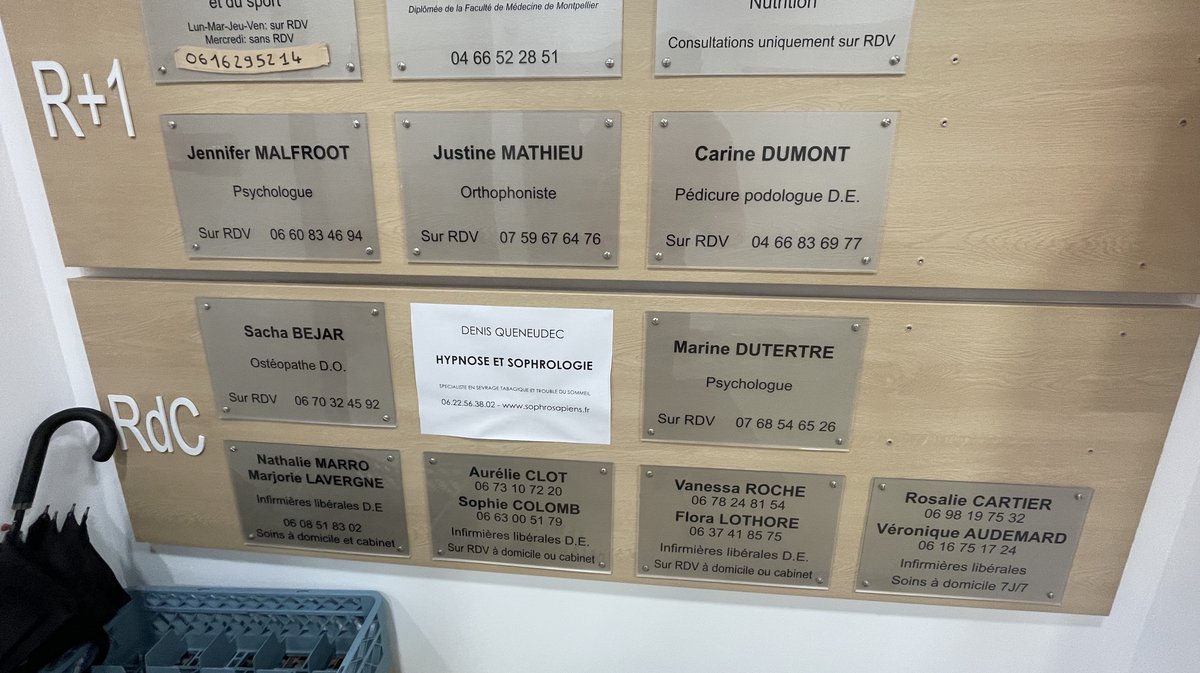 et du sport
Lun-Mar-Jeu-Ven: sur RDV
Mercredi: sans RDV
0616295214
Diplômée de la Faculté de Médecine de Montpellier
04 66 52 28 51
Nutrition
Consultations uniquement sur RDV
R+1
Jennifer MALFROOT
Psychologue
Sur RDV 06 60 83 46 94
Justine MATHIEU
Orthophoniste
Sur RDV 07 59 67 64 76
Carine DUMONT
Pédicure podologue D.E.
Sur RDV 04 66 83 69 77
RdC
Sacha BEJAR
Ostéopathe D.O.
Sur RDV 06 70 32 45 92
DENIS QUENEUDEC
HYPNOSE ET SOPHROLOGIE
SPECIALISTE EN SEVRAGE TABAGIQUE ET TROUBLE DU SOMMEIL
06.22.56.38.02 - www.sophrosapiens.fr
Marine DUTERTRE
Psychologue
Sur RDV 07 68 54 65 26
Nathalie MARRO
Marjorie LAVERGNE
Infirmières libérales D.E
06 08 51 83 02
Soins à domicile et cabinet
Aurélie CLOT
06 73 10 72 20
Sophie COLOMB
06 63 00 51 79
Infirmières libérales D.E.
Sur RDV à domicile ou cabinet
Vanessa ROCHE
06 78 24 81 54
Flora LOTHORE
06 37 41 85 75
Infirmières libérales D.E.
Sur RDV à domicile ou cabinet
Rosalie CARTIER
06 98 19 75 32
Véronique AUDEMARD
06 16 75 17 24
Infirmières libérales
Soins à domicile 7J/7